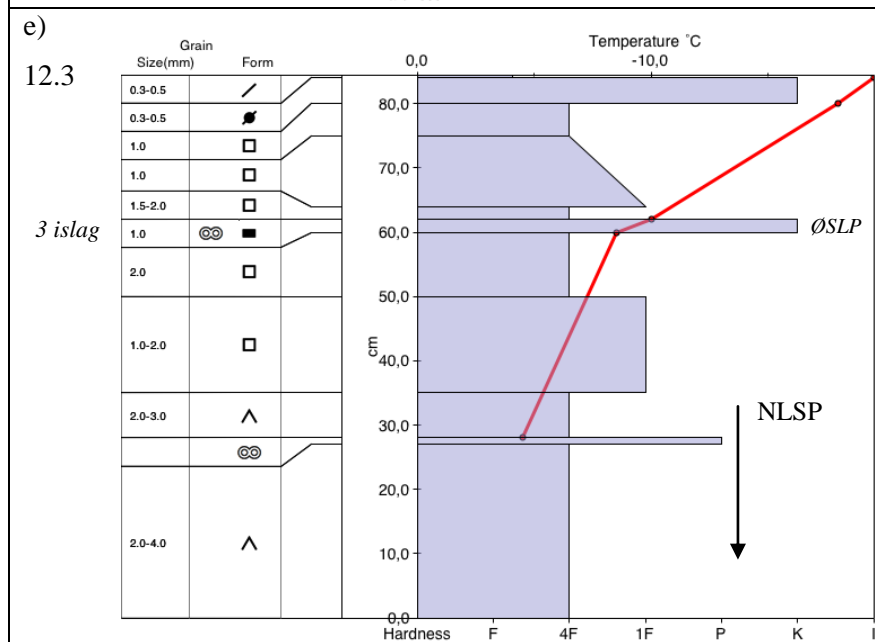 e)
12.3
Grain
Size(mm) Form
Temperature °C
0,0 -10,0
0.3-0.5
80,0
0.3-0.5
1.0
70,0
1.0
1.5-2.0
3 islag
1.0
60,0
ØSLP
2.0
50,0
cm
1.0-2.0
40,0
2.0-3.0
30,0
NLSP
20,0
2.0-4.0
10,0
0,0
Hardness F 4F 1F P K I